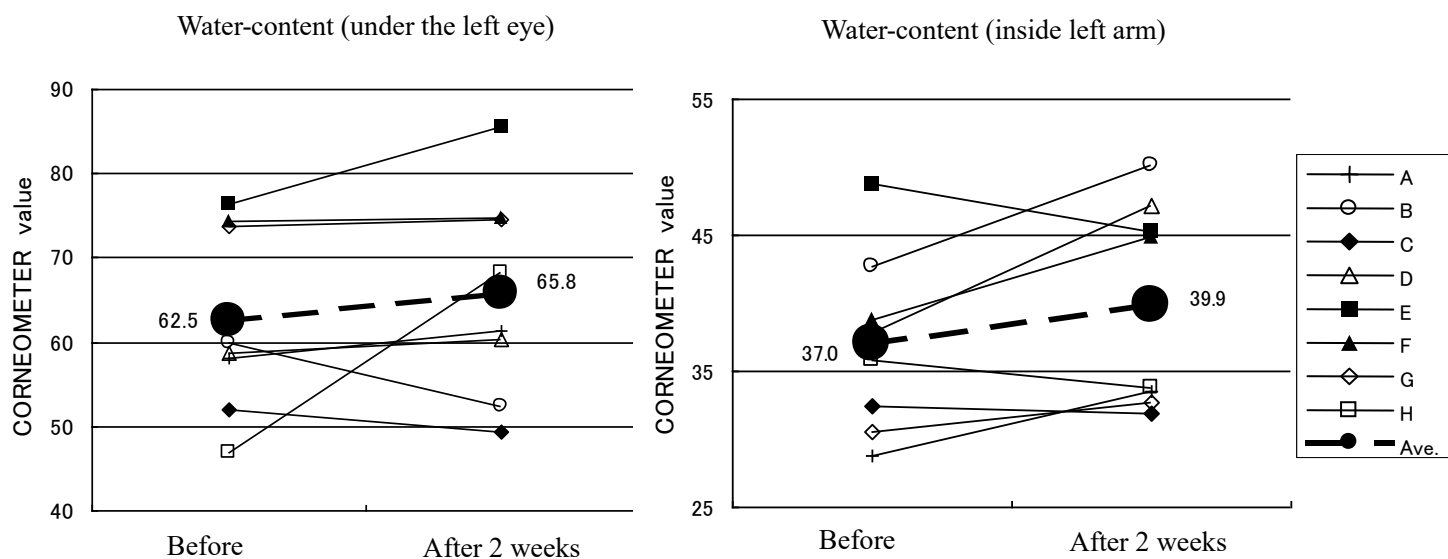 Water-content (under the left eye)
90
80
70
60
50
40
CORNEOMETER value
62.5
65.8
Before
After 2 weeks
Water-content (inside left arm)
55
45
35
25
CORNEOMETER value
37.0
39.9
Before
After 2 weeks
A
B
C
D
E
F
G
H
Ave.